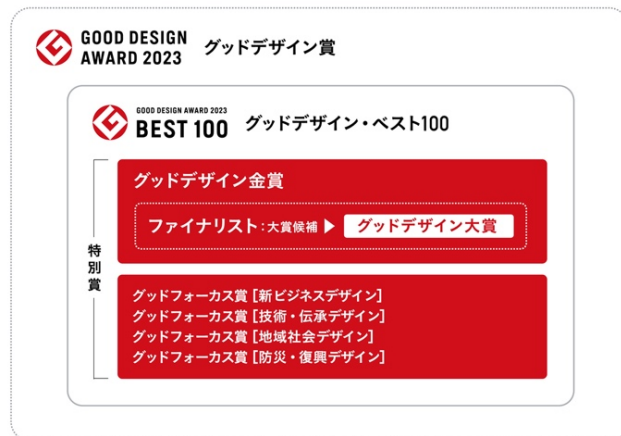 GOOD DESIGN
AWARD 2023
グッドデザイン賞
GOOD DESIGN AWARD 2023
BEST 100
グッドデザイン・ベスト100
特別賞
グッドデザイン金賞
ファイナリスト:大賞候補 ▶ グッドデザイン大賞
グッドフォーカス賞 [新ビジネスデザイン]
グッドフォーカス賞 [技術・伝承デザイン]
グッドフォーカス賞 [地域社会デザイン]
グッドフォーカス賞 [防災・復興デザイン]